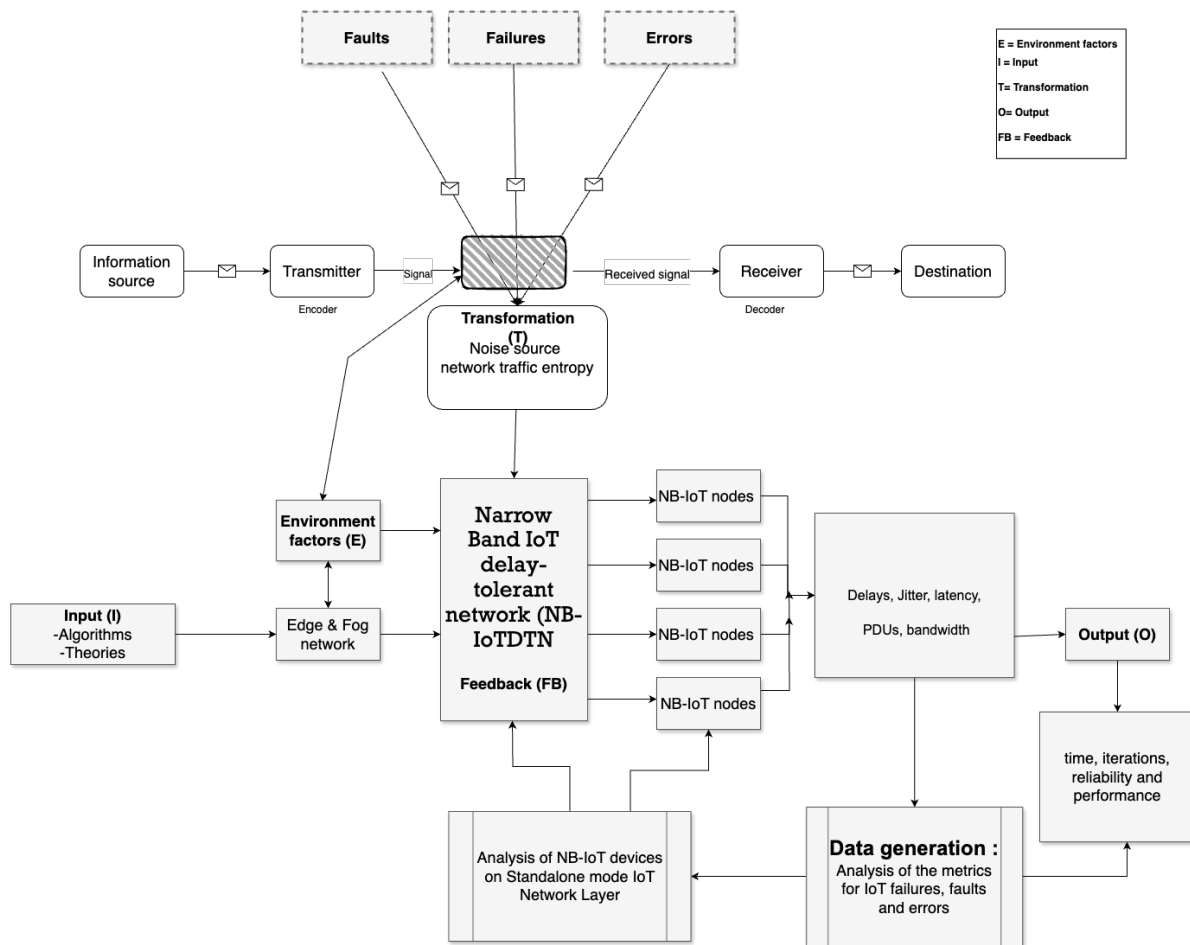 Faults
Failures
Errors
E = Environment factors
I = Input
T= Transformation
O= Output
FB = Feedback
Information
source
Transmitter
Encoder
Signal
Received signal
Receiver
Decoder
Destination
Transformation
(T)
Noise source
network traffic entropy
Environment
factors (E)
Input (I)
-Algorithms
-Theories
Edge & Fog
network
Narrow
Band IoT
delay-
tolerant
network (NB-
IoTDTN
Feedback (FB)
NB-IoT nodes
NB-IoT nodes
NB-IoT nodes
NB-IoT nodes
Delays, Jitter, latency,
PDUs, bandwidth
Output (O)
time, iterations,
reliability and
performance
Analysis of NB-IoT devices
on Standalone mode IoT
Network Layer
Data generation :
Analysis of the metrics
for IoT failures, faults
and errors